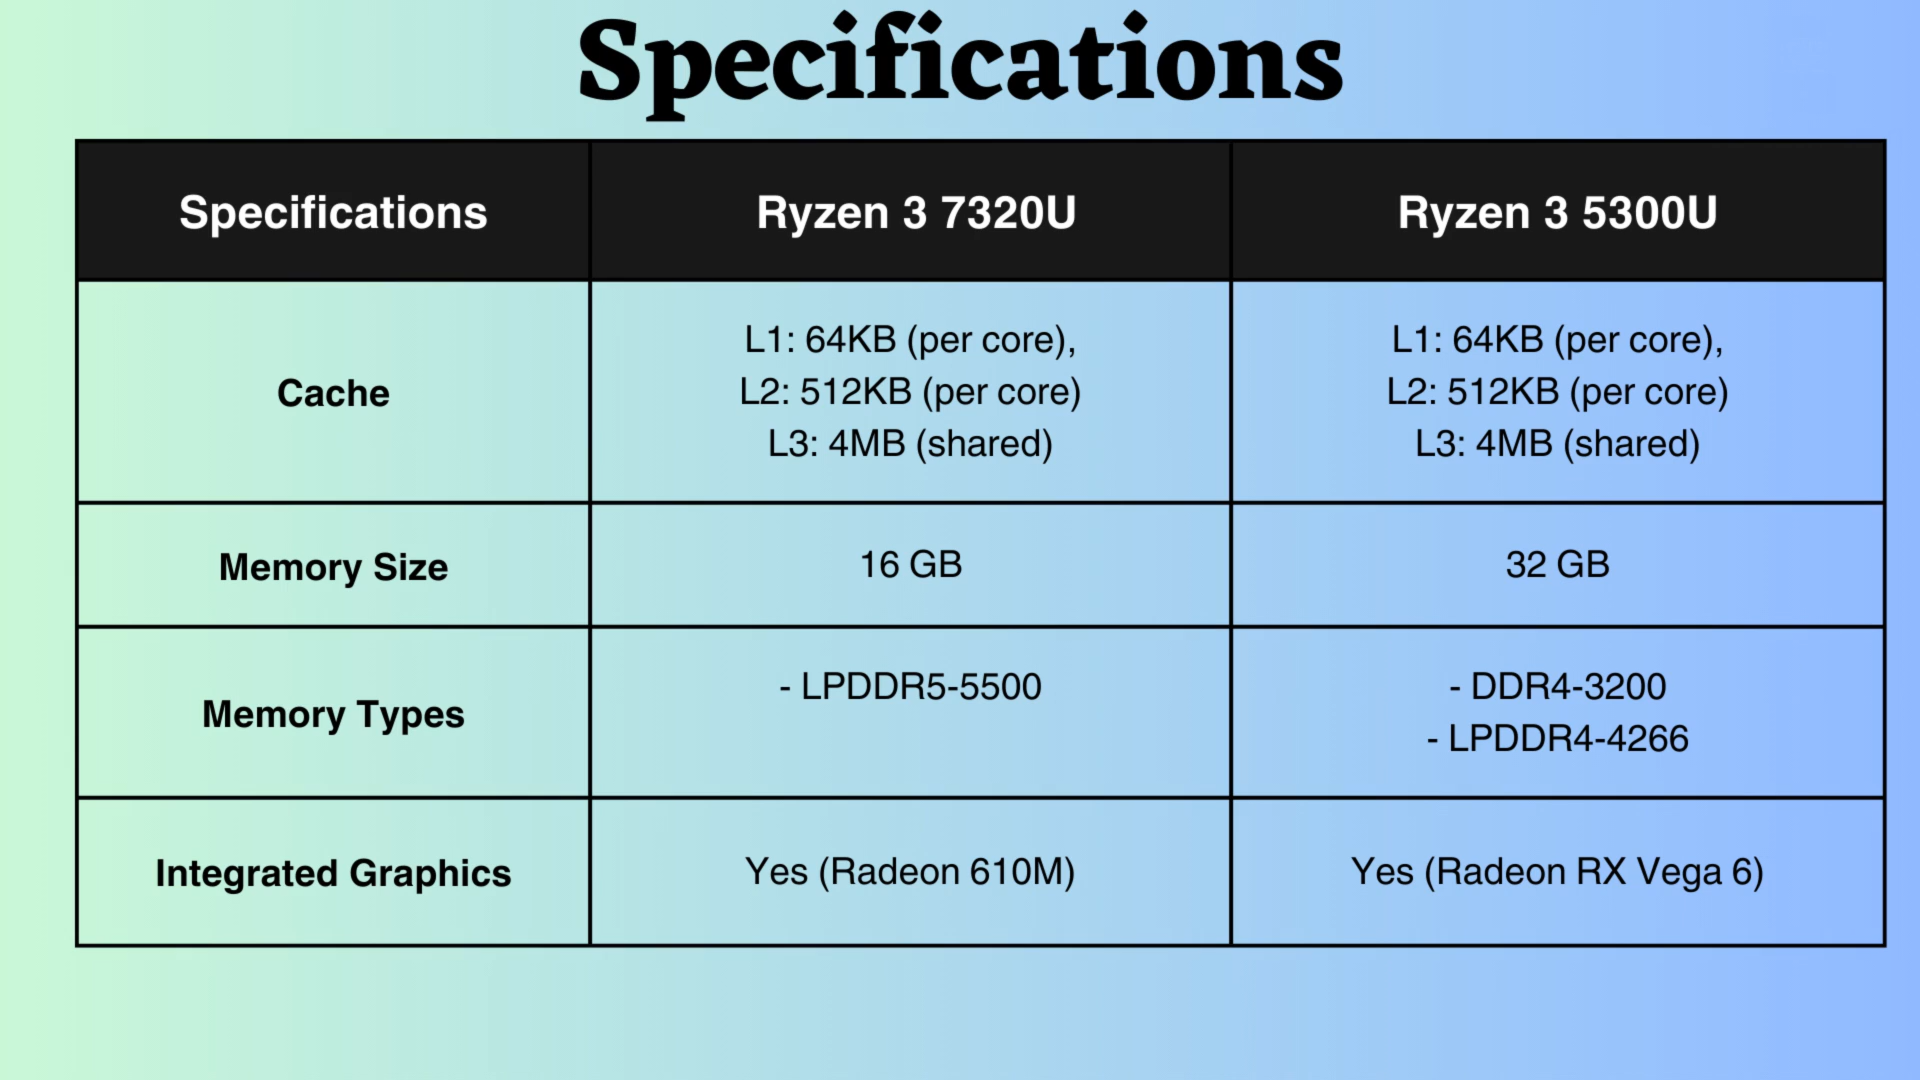 Specifications
Specifications
Ryzen 3 7320U
Ryzen 3 5300U
Cache
L1: 64KB (per core),
L2: 512KB (per core)
L3: 4MB (shared)
L1: 64KB (per core),
L2: 512KB (per core)
L3: 4MB (shared)
Memory Size
16 GB
32 GB
Memory Types
- LPDDR5-5500
- DDR4-3200
- LPDDR4-4266
Integrated Graphics
Yes (Radeon 610M)
Yes (Radeon RX Vega 6)